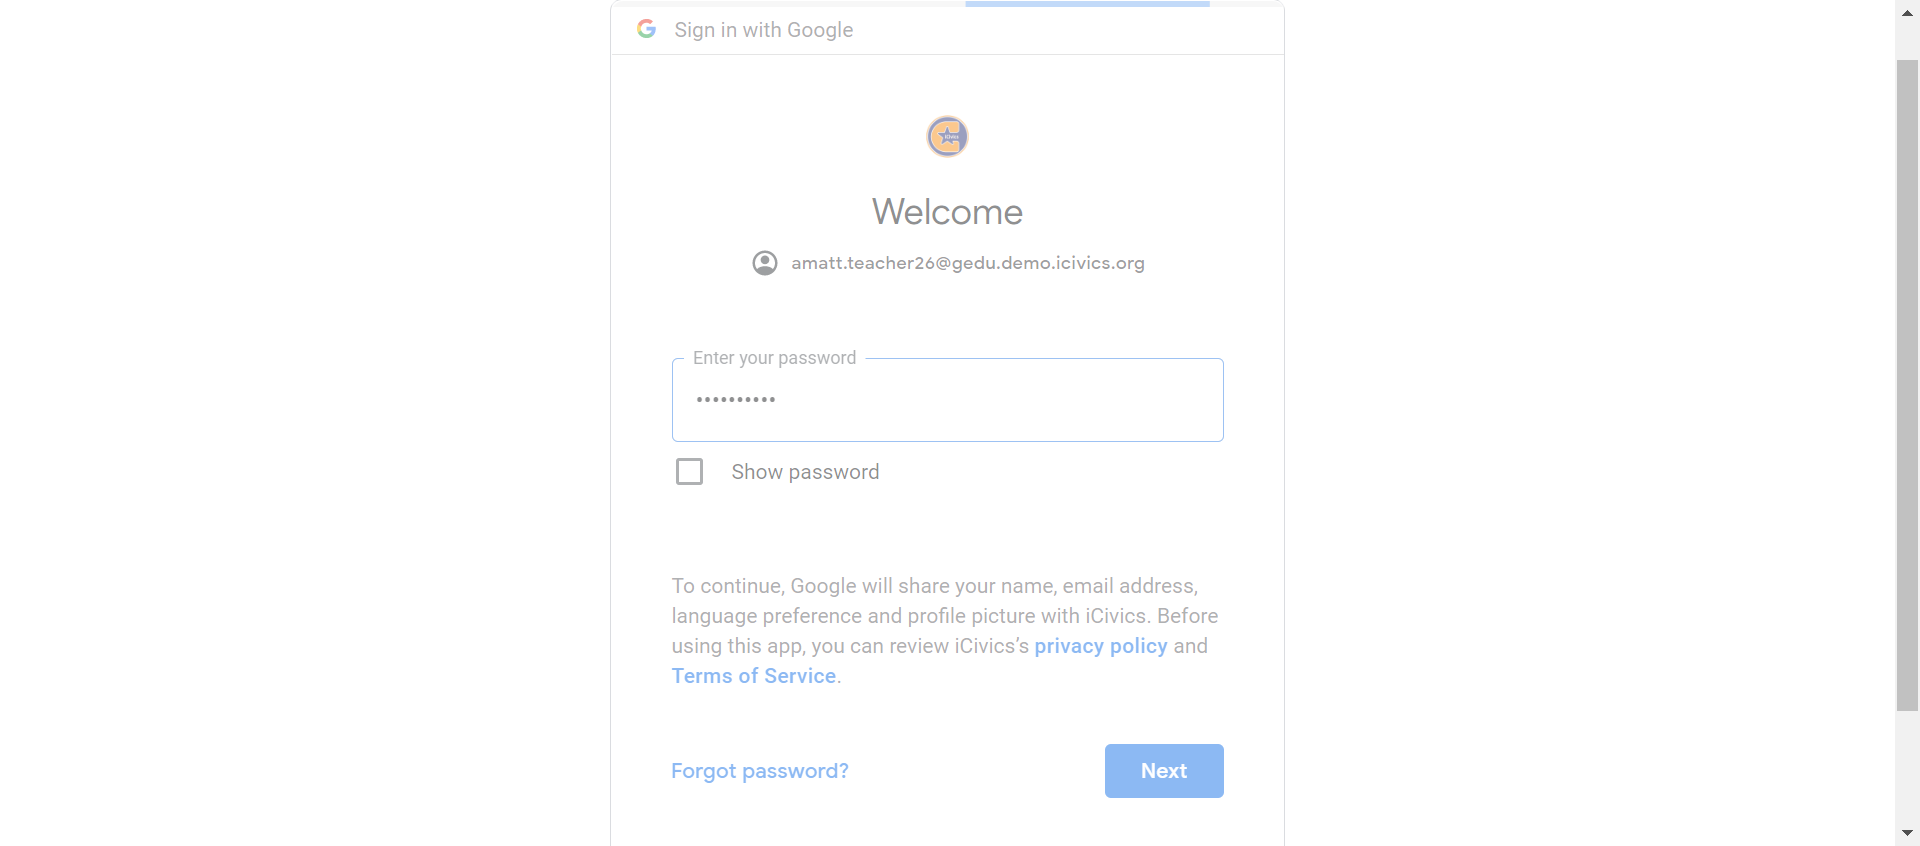 Sign in with Google
iCivics
Welcome
amatt.teacher26@gedu.demo.icivics.org
Enter your password
••••••••••
Show password
To continue, Google will share your name, email address,
language preference and profile picture with iCivics. Before
using this app, you can review iCivics’s privacy policy and
Terms of Service.
Forgot password?
Next